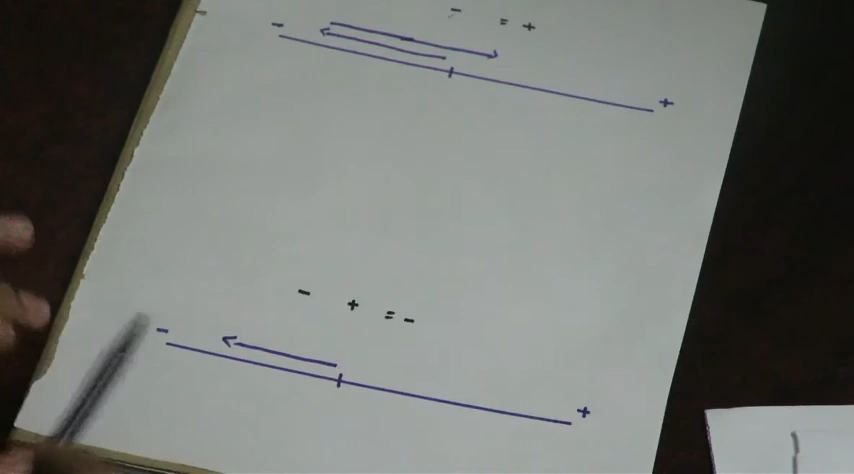 - = +
-
+
- + = -
-
+